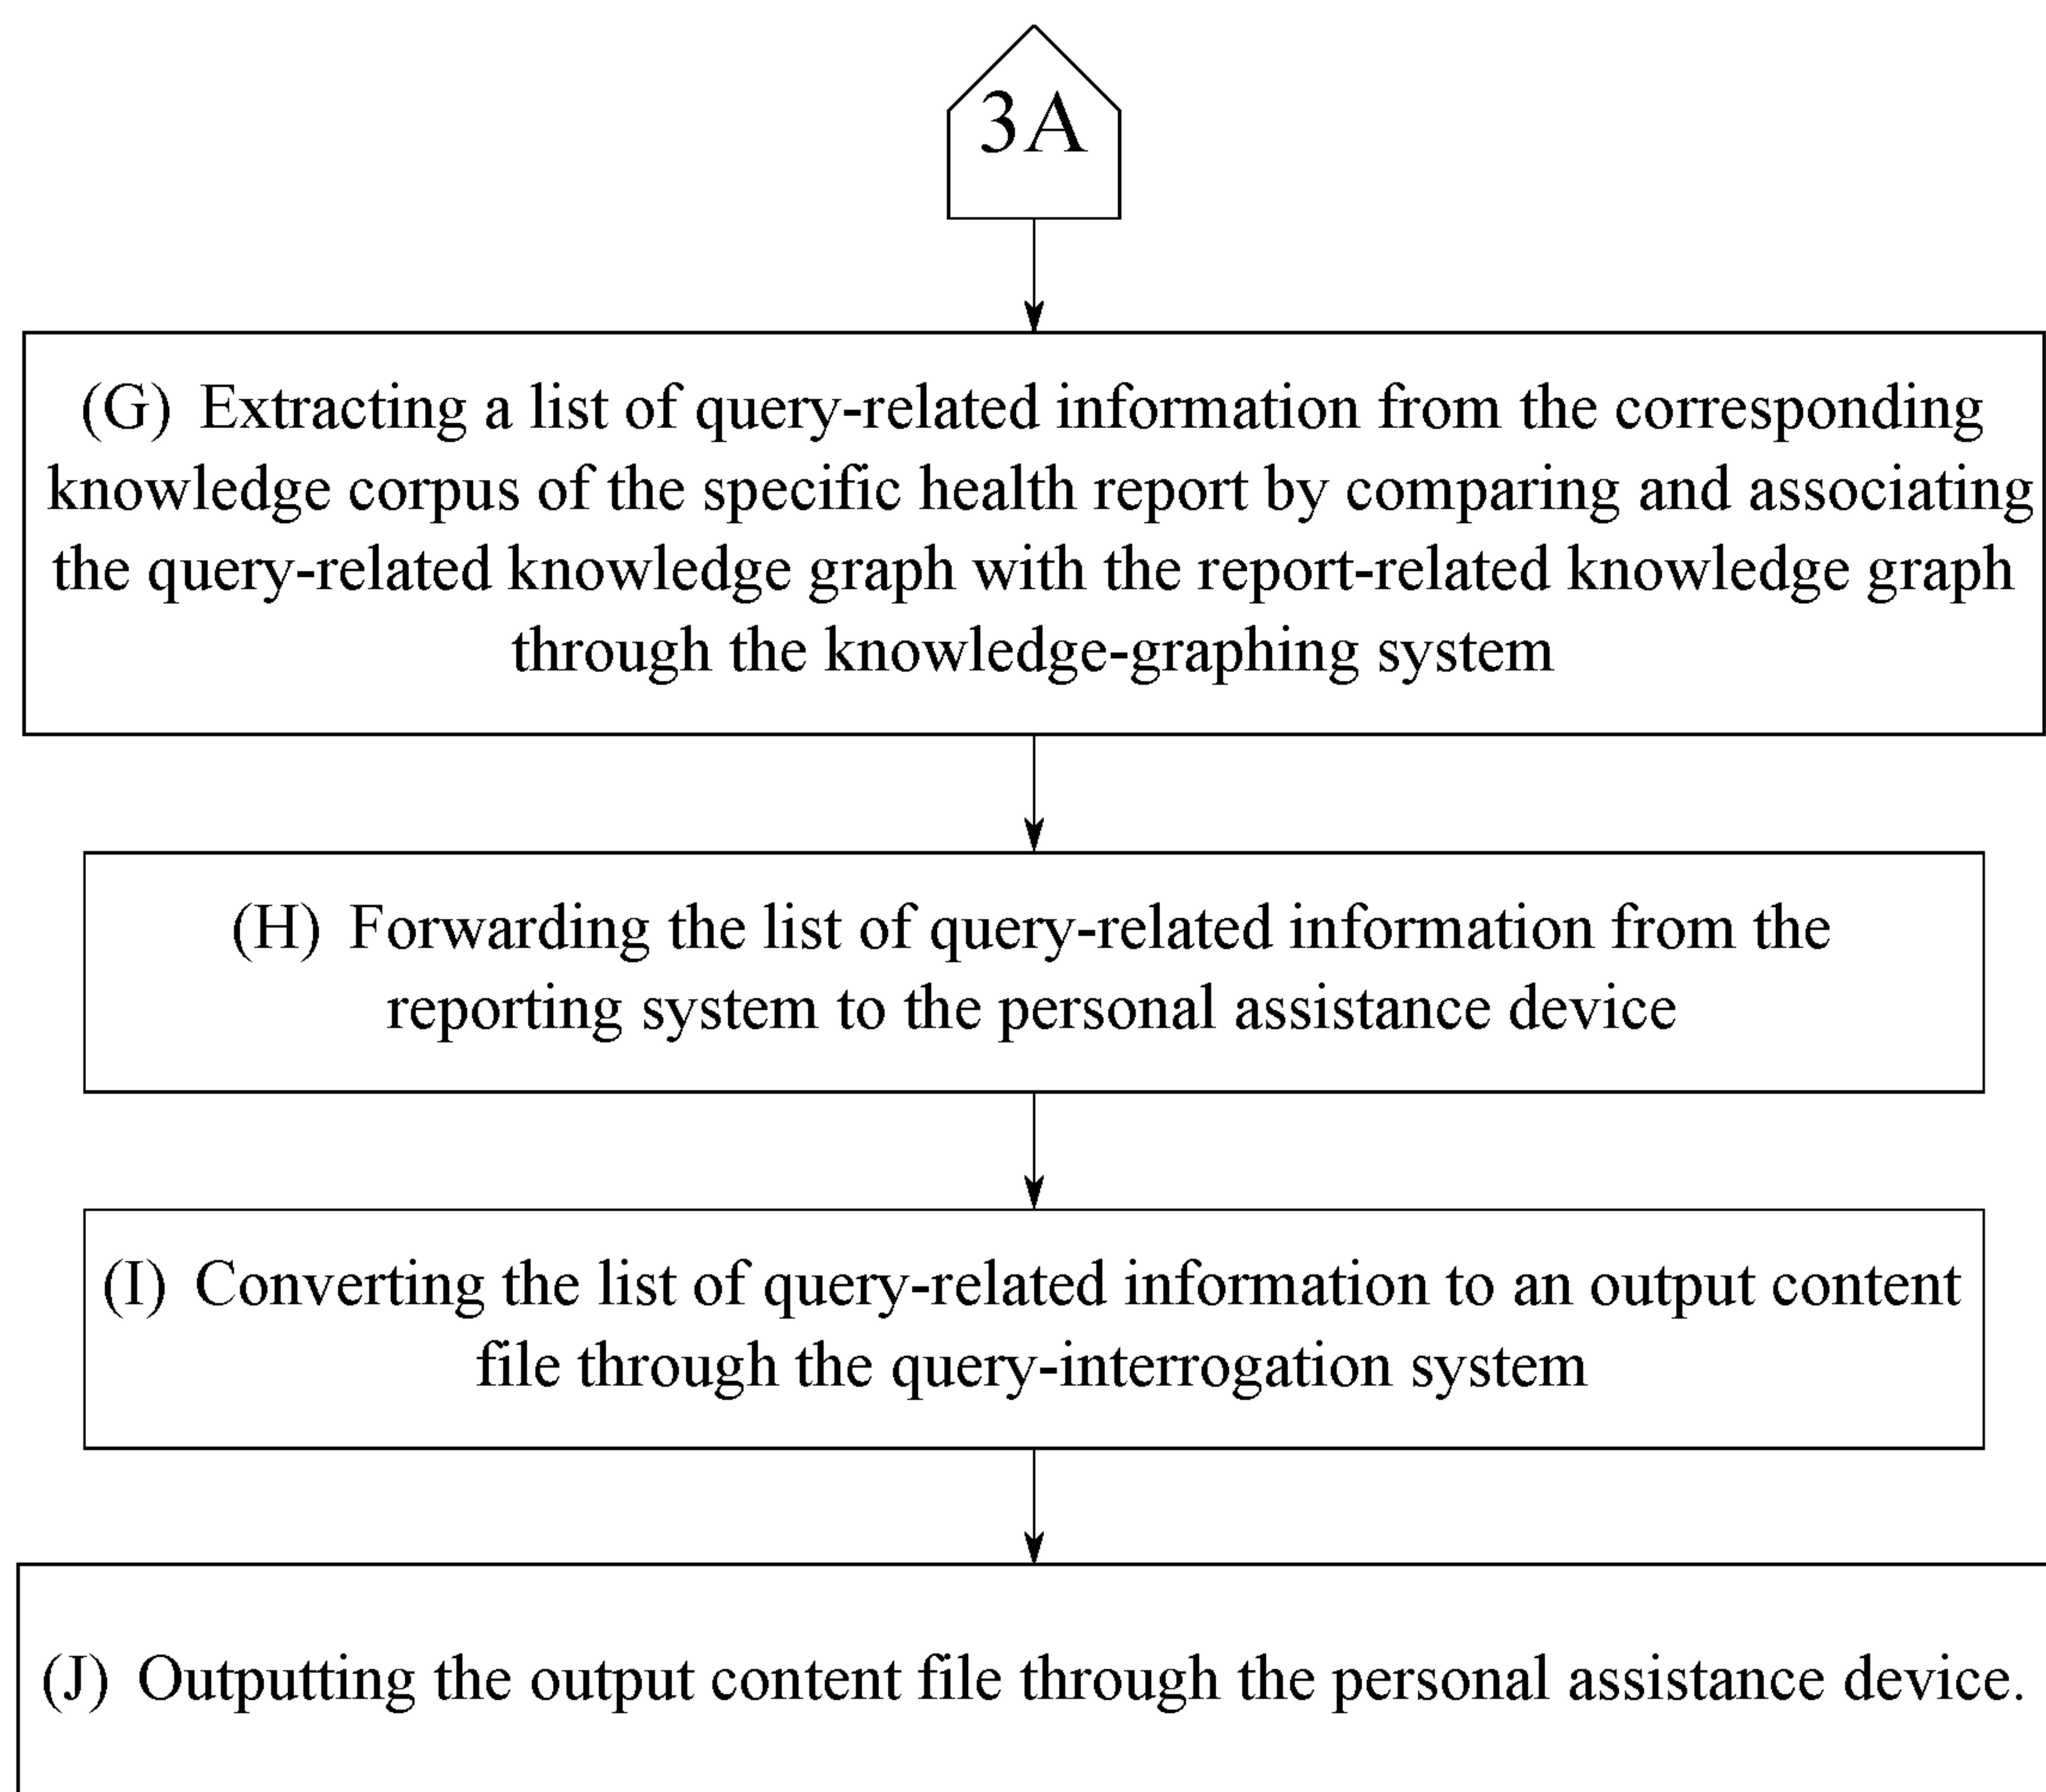 3A
(G) Extracting a list of query-related information from the corresponding
knowledge corpus of the specific health report by comparing and associating
the query-related knowledge graph with the report-related knowledge graph
through the knowledge-graphing system
(H) Forwarding the list of query-related information from the
reporting system to the personal assistance device
(I) Converting the list of query-related information to an output content
file through the query-interrogation system
(J) Outputting the output content file through the personal assistance device.